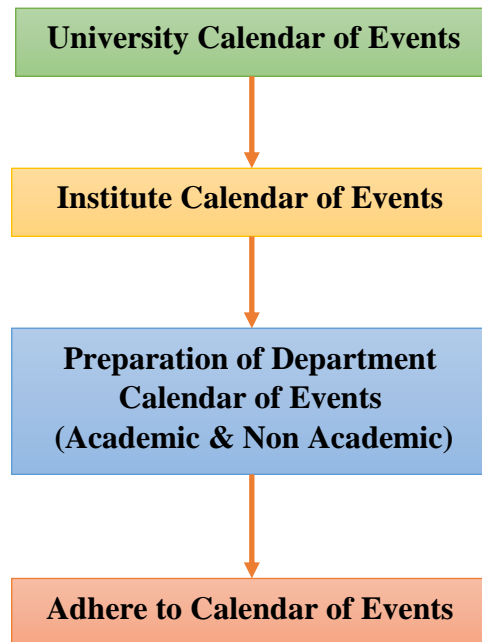 University Calendar of Events
Institute Calendar of Events
Preparation of Department
Calendar of Events
(Academic & Non Academic)
Adhere to Calendar of Events